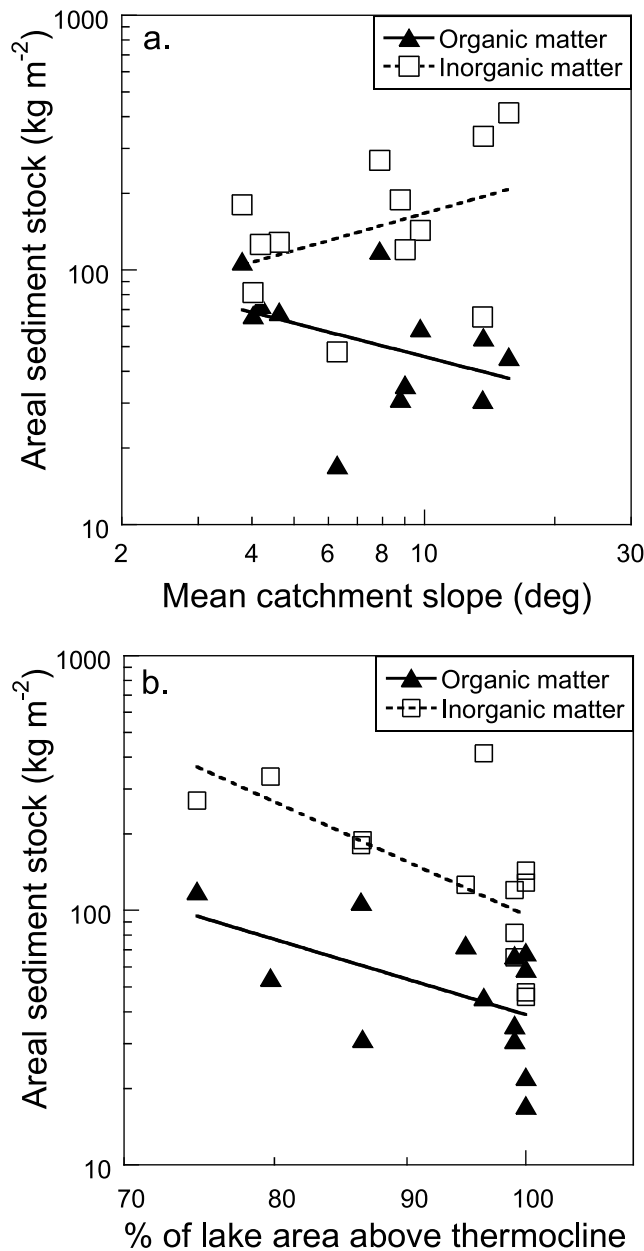 a.
Organic matter
Inorganic matter
1000
100
10
Areal sediment stock (kg m⁻²)
2 4 6 8 10 30
Mean catchment slope (deg)
b.
Organic matter
Inorganic matter
1000
100
10
Areal sediment stock (kg m⁻²)
70 80 90 100
% of lake area above thermocline